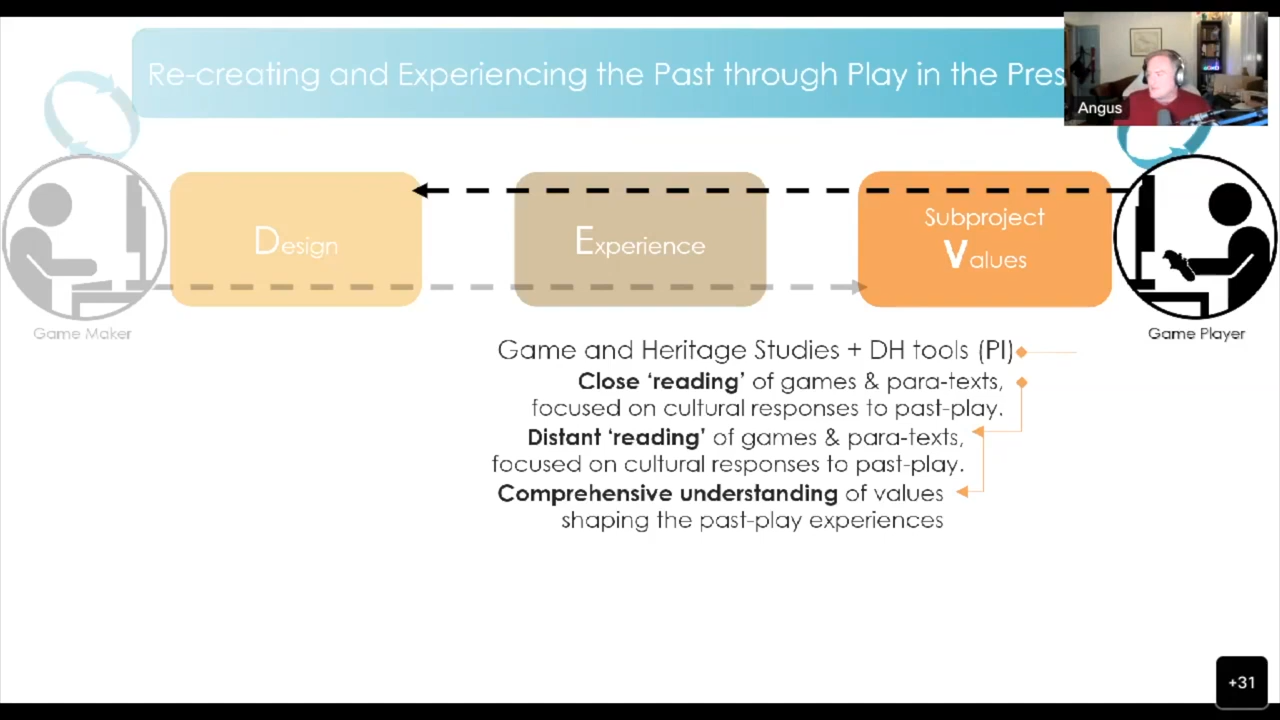 Re-creating and Experiencing the Past through Play in the Pres
Angus
Design
Experience
Subproject
Values
Game Maker
Game Player
Game and Heritage Studies + DH tools (PI)
Close ‘reading’ of games & para-texts,
focused on cultural responses to past-play.
Distant ‘reading’ of games & para-texts,
focused on cultural responses to past-play.
Comprehensive understanding of values
shaping the past-play experiences
+31